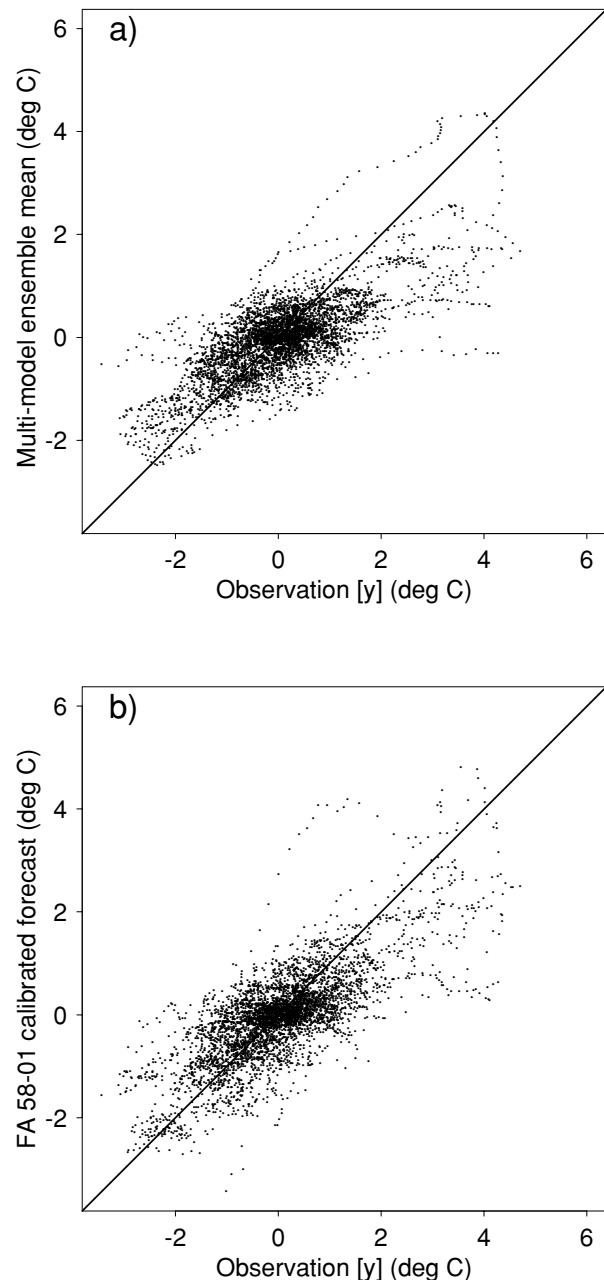 a)
Multi-model ensemble mean (deg C)
6
4
2
0
-2
-2 0 2 4 6
Observation [y] (deg C)
b)
FA 58-01 calibrated forecast (deg C)
6
4
2
0
-2
-2 0 2 4 6
Observation [y] (deg C)